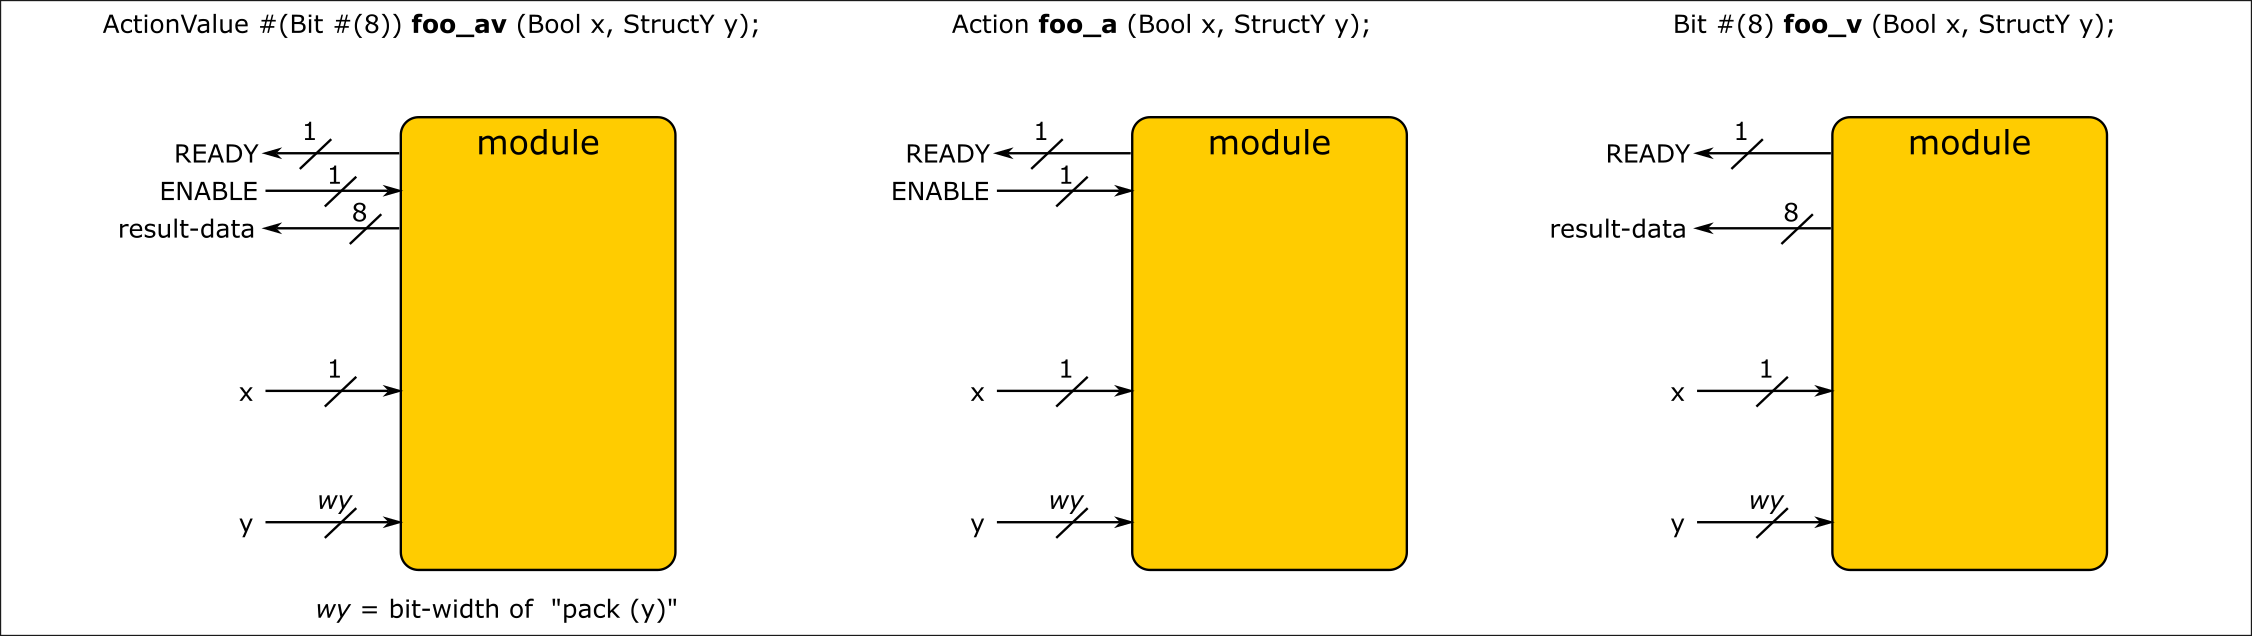 ActionValue #(Bit #(8)) foo_av (Bool x, StructY y);
module
READY
1
ENABLE
1
result-data
8
x
1
y
wy
wy = bit-width of "pack (y)"
Action foo_a (Bool x, StructY y);
module
READY
1
ENABLE
1
x
1
y
wy
Bit #(8) foo_v (Bool x, StructY y);
module
READY
1
result-data
8
x
1
y
wy